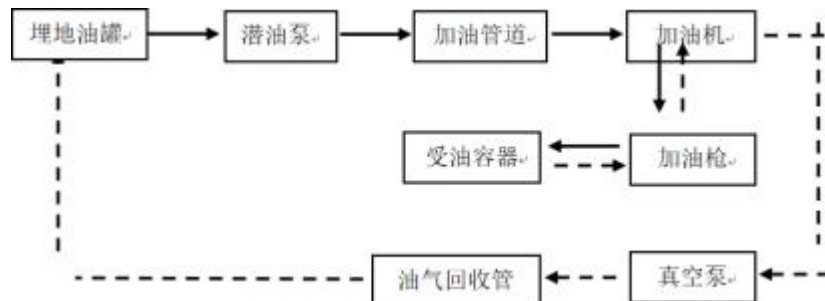 埋地油罐
潜油泵
加油管道
加油机
受油容器
加油枪
油气回收管
真空泵